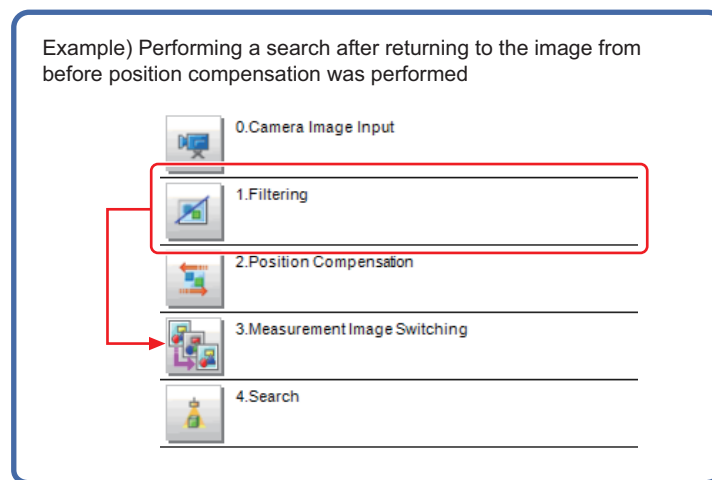 Example) Performing a search after returning to the image from
before position compensation was performed
0.Camera Image Input
1.Filtering
2.Position Compensation
3.Measurement Image Switching
4.Search